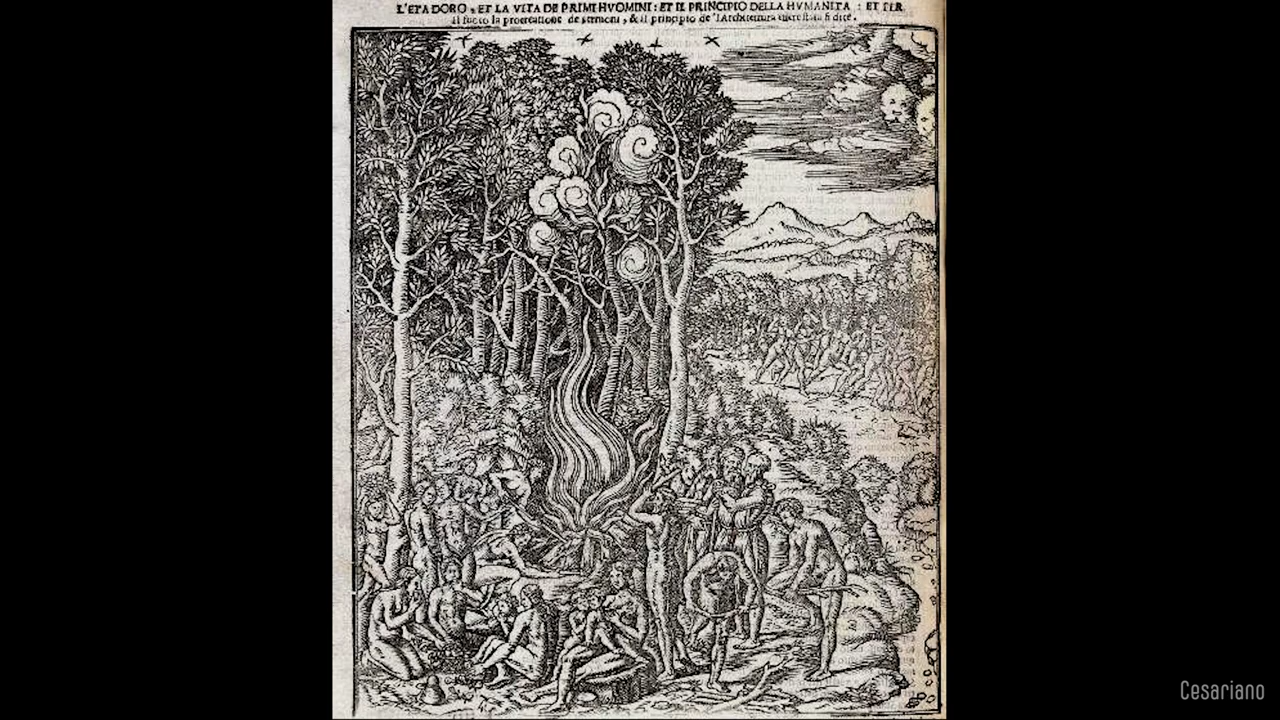 L'ETA DORO, ET LA VITA DE PRIMI HVOMINI: ET IL PRINCIPIO DELLA HVMANITA: ET PER
il fuoco la procreatione de sermoni, & il principio de l'Architettura
Cesariano